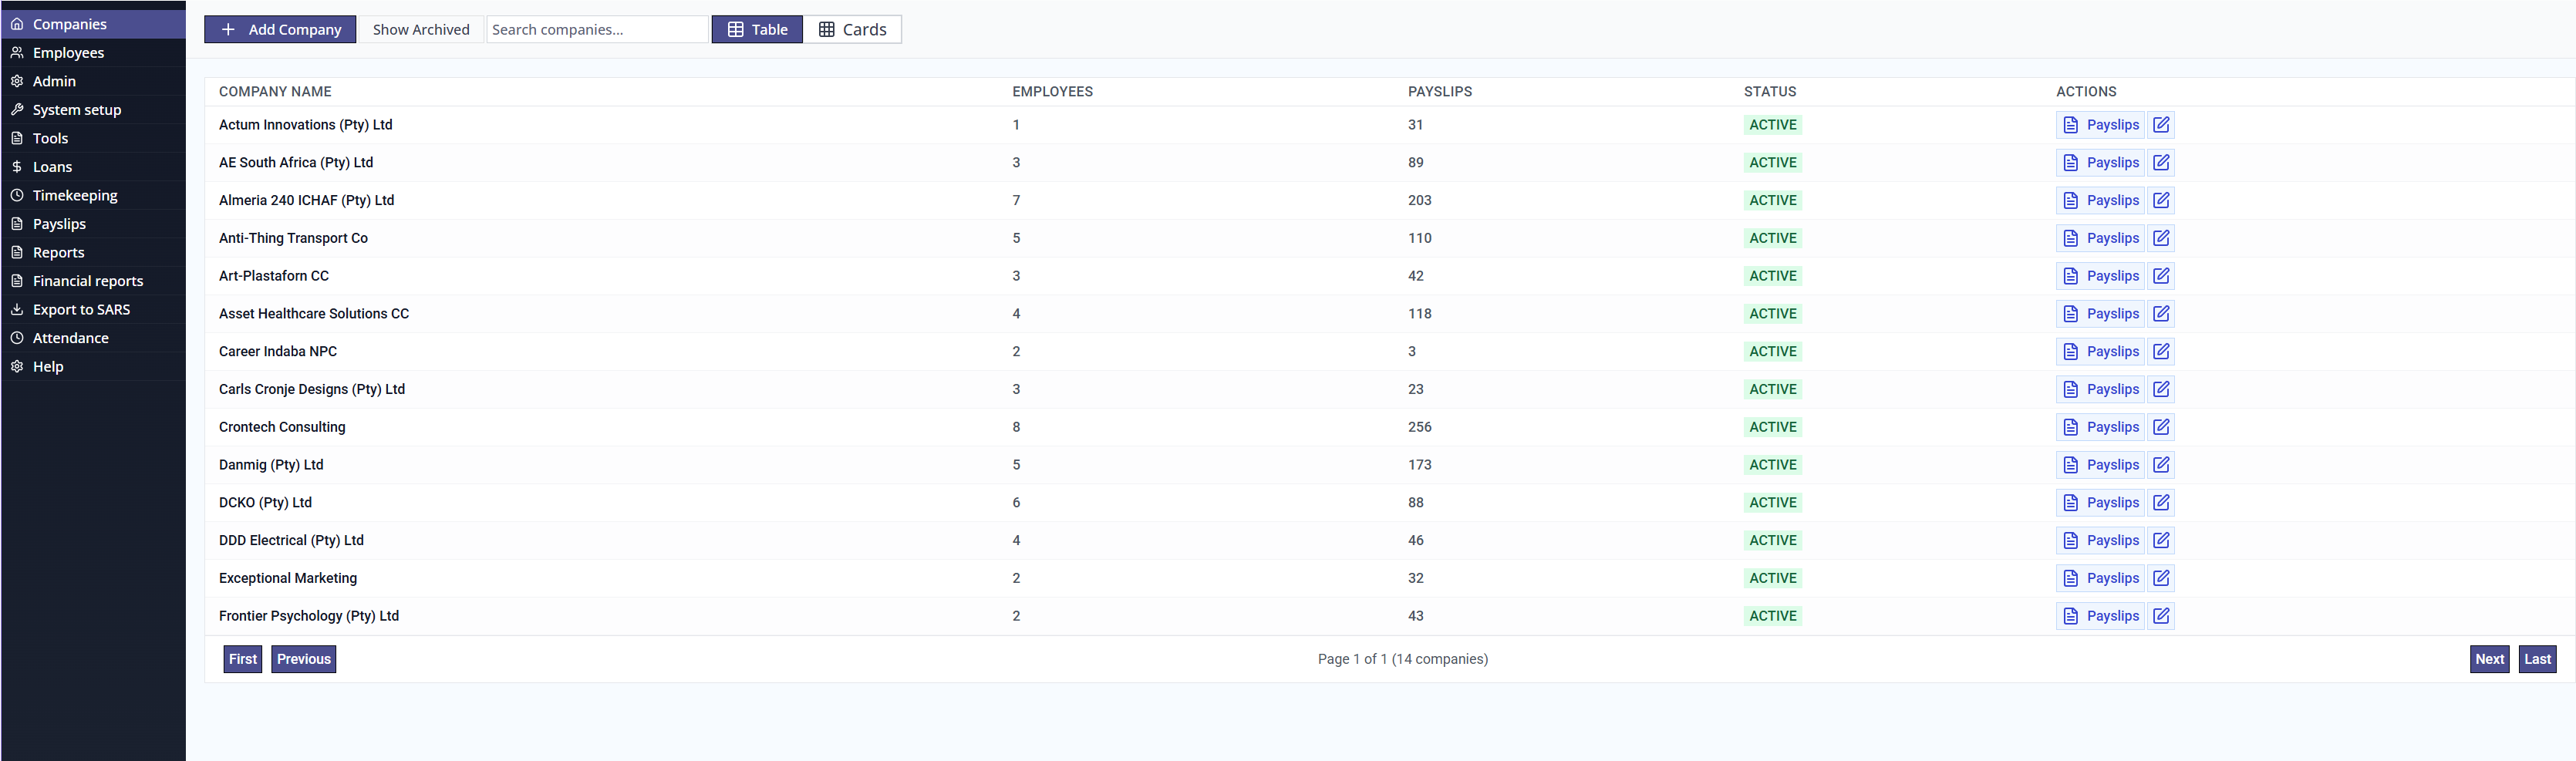 Companies
Employees
Admin
System setup
Tools
Loans
Timekeeping
Payslips
Reports
Financial reports
Export to SARS
Attendance
Help
Add Company Show Archived Search companies... Table Cards
COMPANY NAME EMPLOYEES PAYSLIPS STATUS ACTIONS
Actum Innovations (Pty) Ltd 1 31 ACTIVE Payslips
AE South Africa (Pty) Ltd 3 89 ACTIVE Payslips
Almeria 240 ICHAF (Pty) Ltd 7 203 ACTIVE Payslips
Anti-Thing Transport Co 5 110 ACTIVE Payslips
Art-Plastaforn CC 3 42 ACTIVE Payslips
Asset Healthcare Solutions CC 4 118 ACTIVE Payslips
Career Indaba NPC 2 3 ACTIVE Payslips
Carls Cronje Designs (Pty) Ltd 3 23 ACTIVE Payslips
Crontech Consulting 8 256 ACTIVE Payslips
Danmig (Pty) Ltd 5 173 ACTIVE Payslips
DCKO (Pty) Ltd 6 88 ACTIVE Payslips
DDD Electrical (Pty) Ltd 4 46 ACTIVE Payslips
Exceptional Marketing 2 32 ACTIVE Payslips
Frontier Psychology (Pty) Ltd 2 43 ACTIVE Payslips
First Previous Page 1 of 1 (14 companies) Next Last